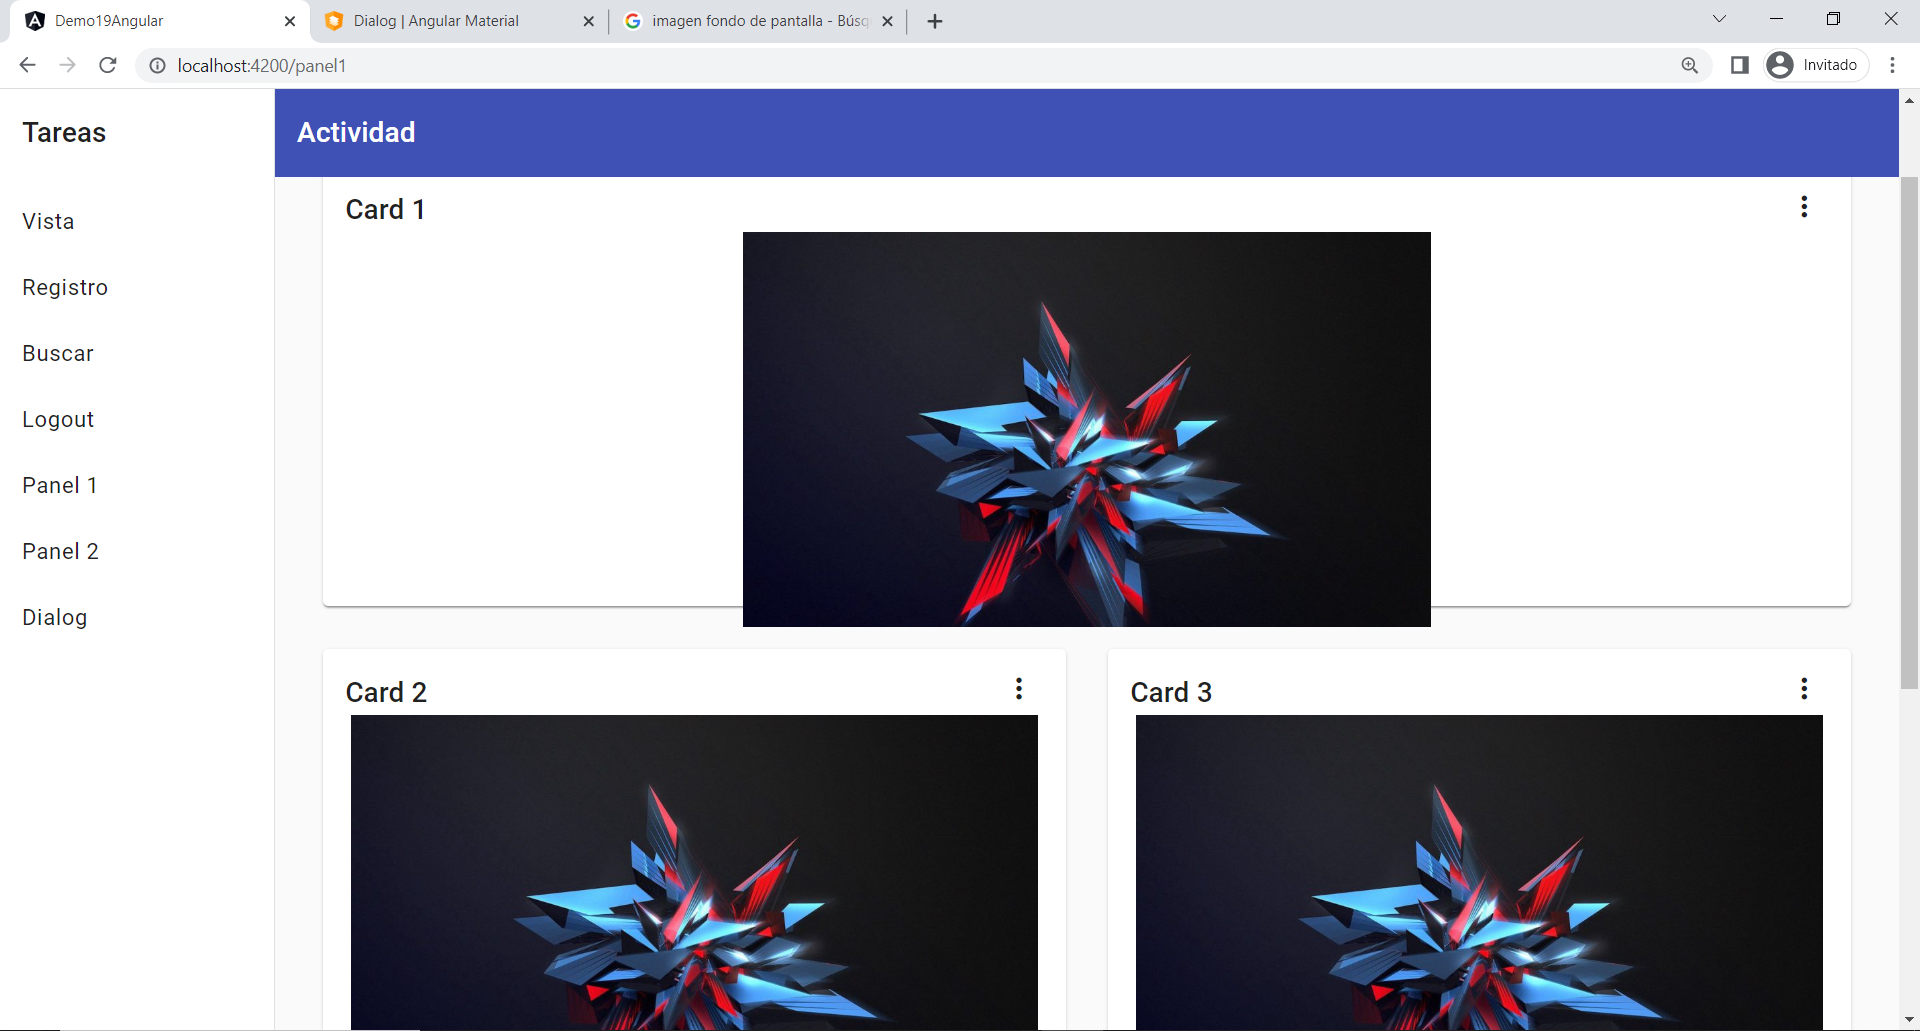 Demo19Angular
Dialog | Angular Material
imagen fondo de pantalla - Búsq
localhost:4200/panel1
Invitado
Tareas
Actividad
Vista
Registro
Buscar
Logout
Panel 1
Panel 2
Dialog
Card 1
Card 2
Card 3